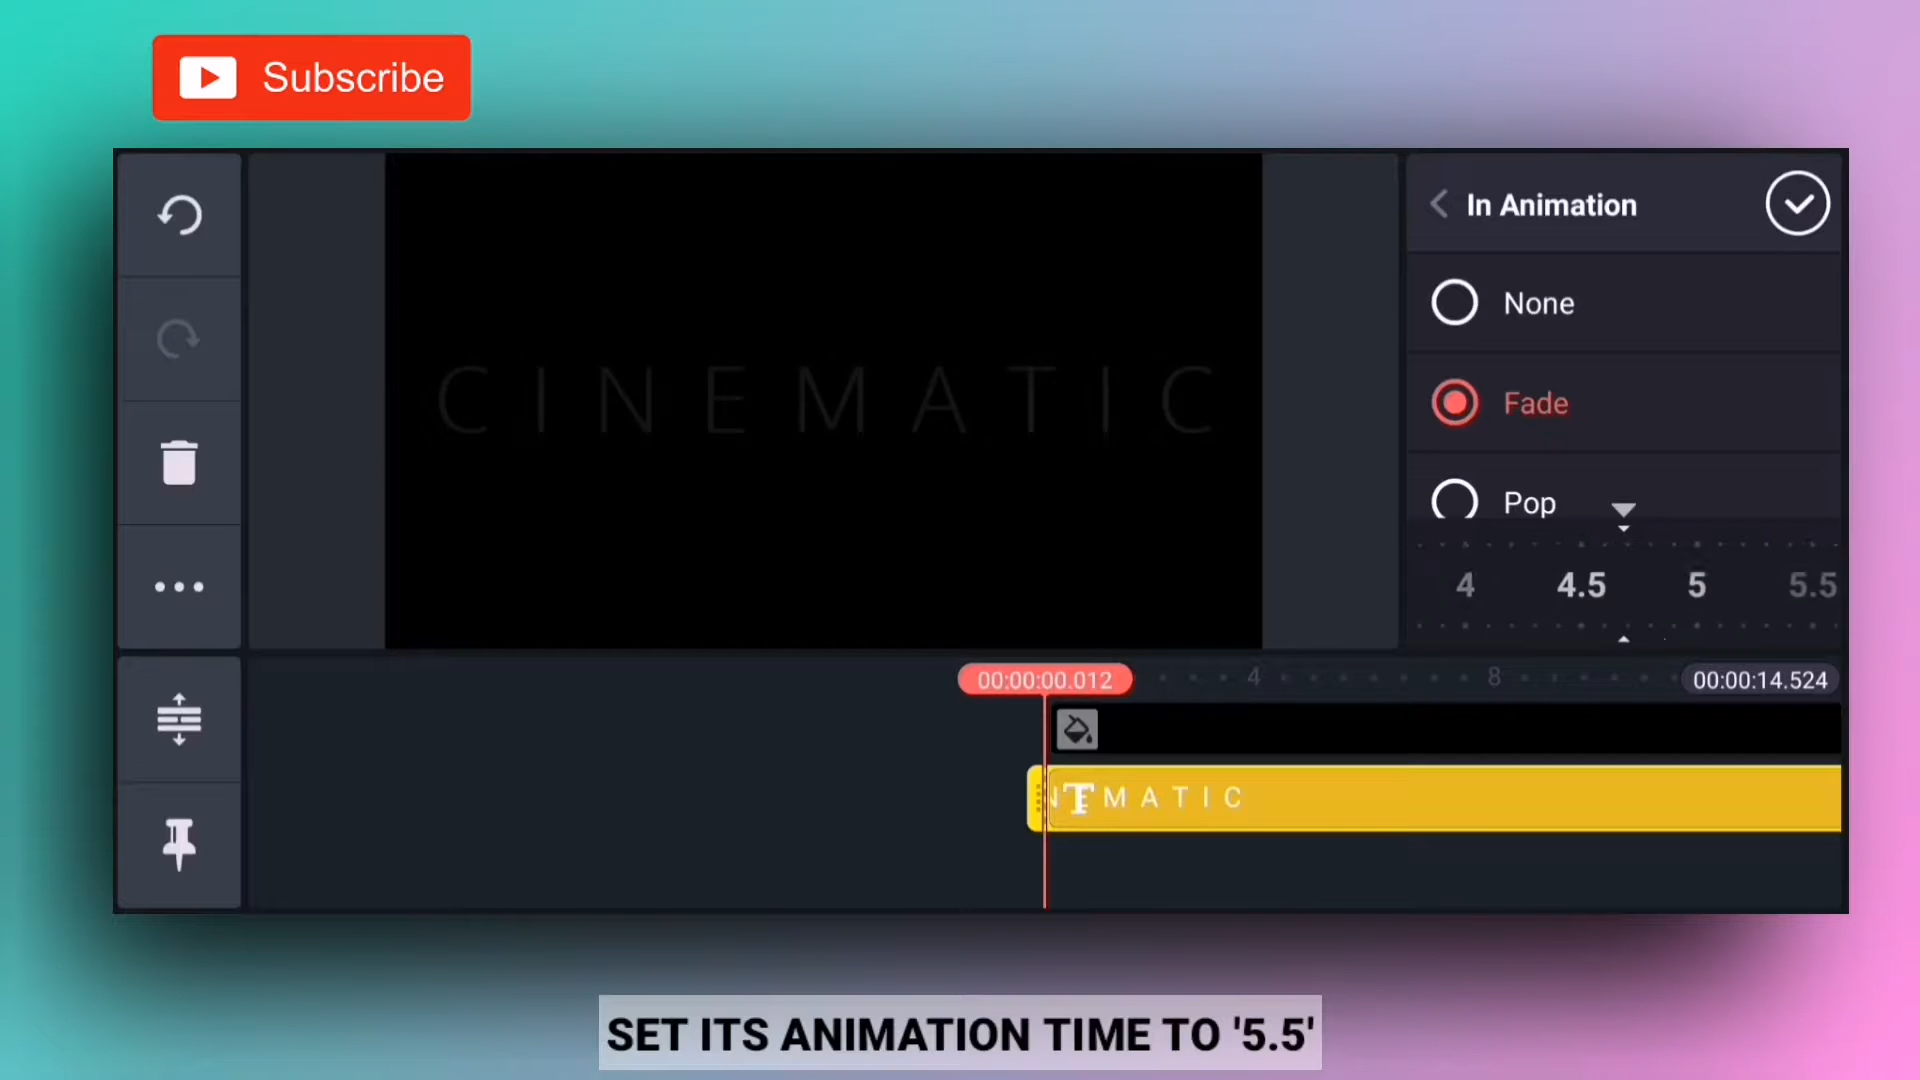 Subscribe
In Animation
None
Fade
Pop
CINEMATIC
4 4.5 5 5.5
00:00:00.012 4 8 00:00:14.524
N E M A T I C
SET ITS ANIMATION TIME TO '5.5'